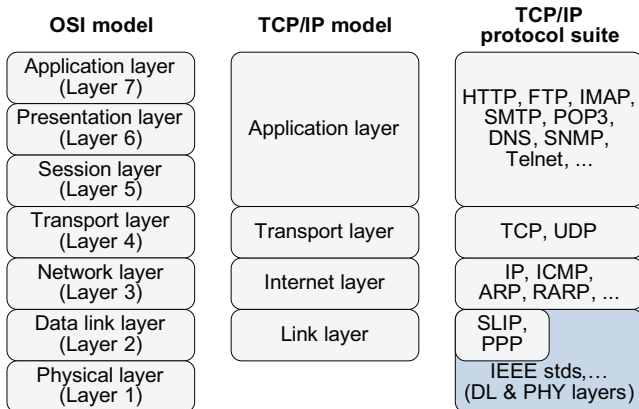 OSI model
TCP/IP model
TCP/IP
protocol suite
Application layer
(Layer 7)
Presentation layer
(Layer 6)
Session layer
(Layer 5)
Transport layer
(Layer 4)
Network layer
(Layer 3)
Data link layer
(Layer 2)
Physical layer
(Layer 1)
Application layer
Transport layer
Internet layer
Link layer
HTTP, FTP, IMAP,
SMTP, POP3,
DNS, SNMP,
Telnet, ...
TCP, UDP
IP, ICMP,
ARP, RARP, ...
SLIP,
PPP
IEEE stds,...
(DL & PHY layers)